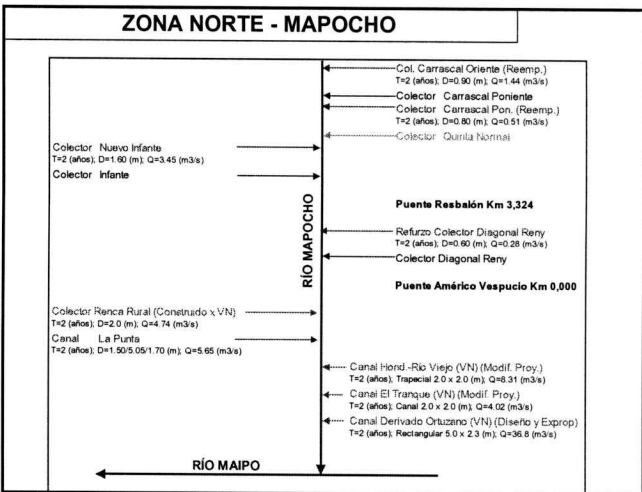 ZONA NORTE - MAPOCHO
Col. Carrascal Oriente (Reemp.)
T=2 (años); D=0.90 (m); Q=1.44 (m3/s)
Colector Carrascal Poniente
Colector Carrascal Pon. (Reemp.)
T=2 (años); D=0.80 (m); Q=0.51 (m3/s)
Colector Quinta Normal
Colector Nuevo Infante
T=2 (años); D=1.60 (m); Q=3.45 (m3/s)
Colector Infante
RÍO MAPOCHO
Puente Resbalón Km 3,324
Refurzo Colector Diagonal Reny
T=2 (años); D=0.60 (m); Q=0.28 (m3/s)
Colector Diagonal Reny
Puente Américo Vespucio Km 0,000
Colector Renca Rural (Construido x VN)
T=2 (años); D=2.0 (m); Q=4.74 (m3/s)
Canal La Punta
T=2 (años); D=1.50/5.05/1.70 (m); Q=5.65 (m3/s)
Canal Hond.-Río Viejo (VN) (Modif. Proy.)
T=2 (años); Trapecial 2.0 x 2.0 (m); Q=8.31 (m3/s)
Canal El Tranque (VN) (Modif. Proy.)
T=2 (años); Canal 2.0 x 2.0 (m); Q=4.02 (m3/s)
Canal Derivado Ortuzano (VN) (Diseño y Exprop)
T=2 (años); Rectangular 5.0 x 2.3 (m); Q=36.8 (m3/s)
RÍO MAIPO